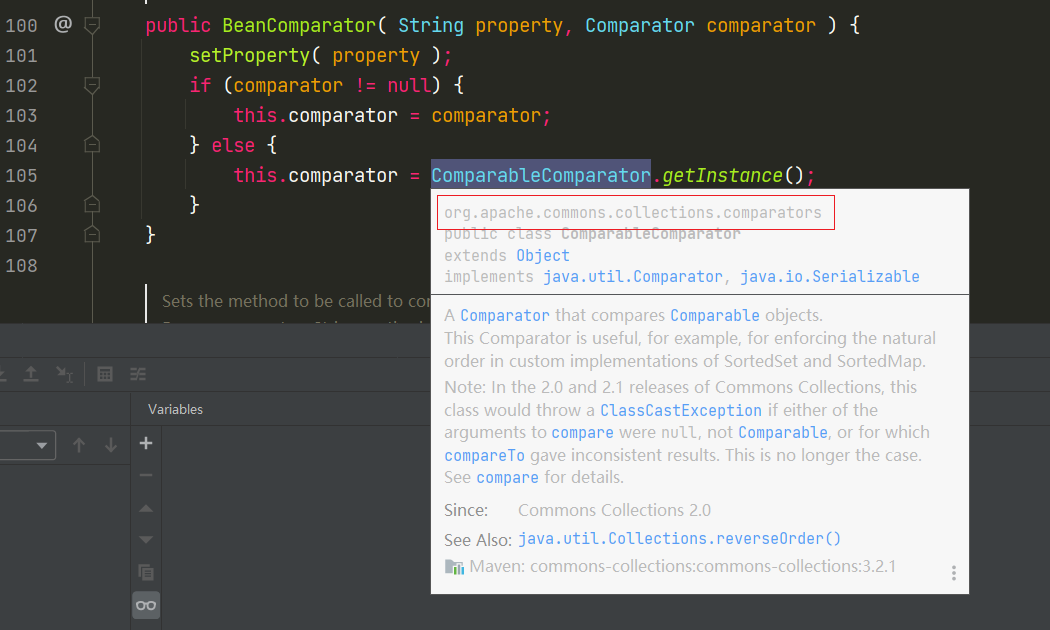 100 @ public BeanComparator( String property, Comparator comparator ) {
101 setProperty( property );
102 if (comparator != null) {
103 this.comparator = comparator;
104 } else {
105 this.comparator = ComparableComparator.getInstance();
106 }
107 }
108
Sets the method to be called to
org.apache.commons.collections.comparators
public class ComparableComparator
extends Object
implements java.util.Comparator, java.io.Serializable
A Comparator that compares Comparable objects.
This Comparator is useful, for example, for enforcing the natural
order in custom implementations of SortedSet and SortedMap.
Note: In the 2.0 and 2.1 releases of Commons Collections, this
class would throw a ClassCastException if either of the
arguments to compare were null, not Comparable, or for which
compareTo gave inconsistent results. This is no longer the case.
See compare for details.
Since: Commons Collections 2.0
See Also: java.util.Collections.reverseOrder()
Maven: commons-collections:commons-collections:3.2.1
Variables